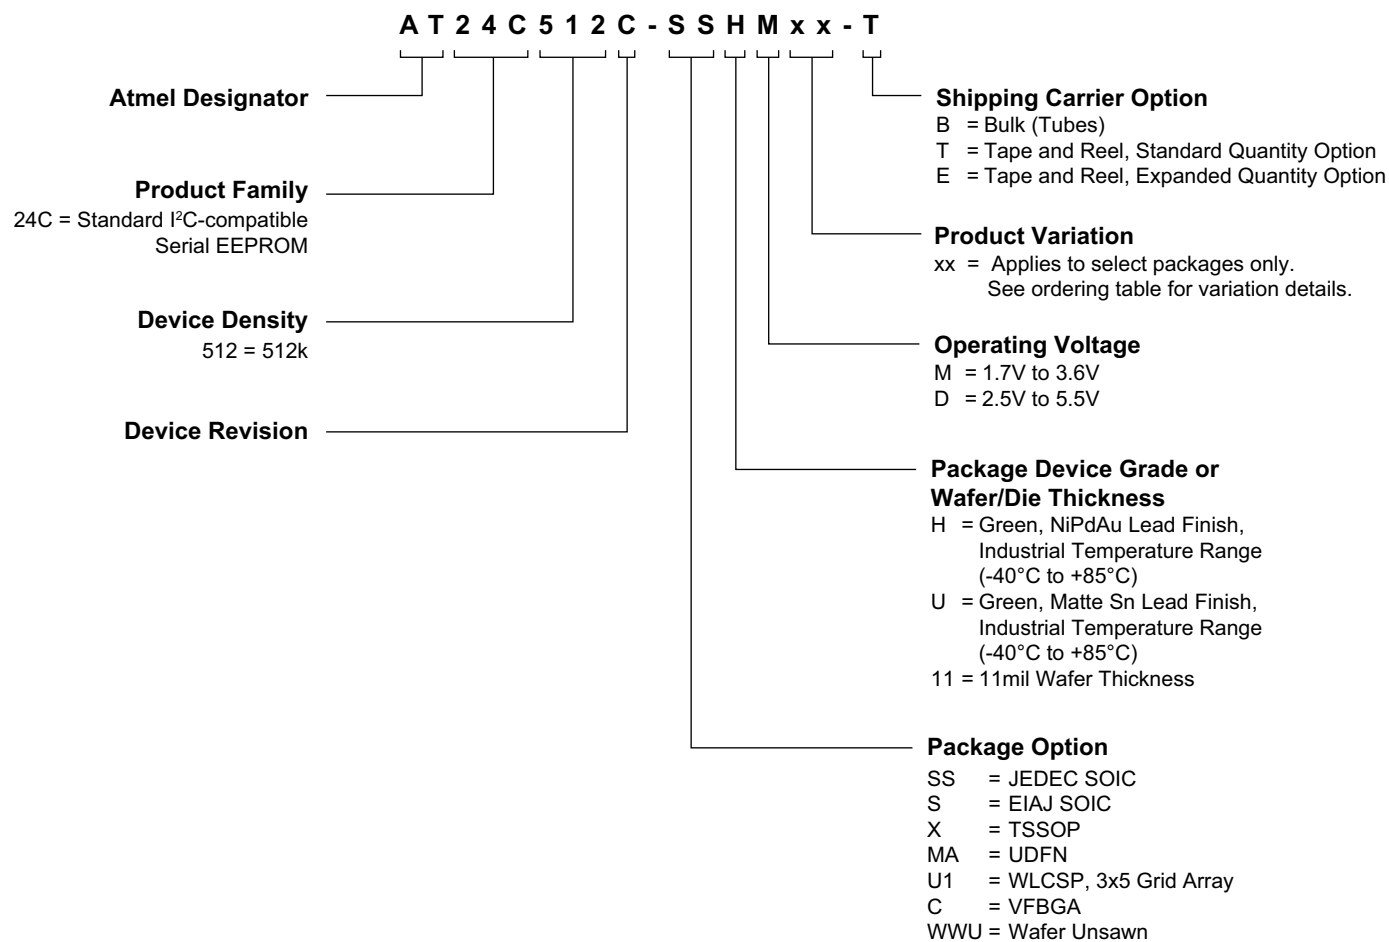 AT24C512C-SSHMxx-T
Atmel Designator
Product Family
24C = Standard I²C-compatible
Serial EEPROM
Device Density
512 = 512k
Device Revision
Shipping Carrier Option
B = Bulk (Tubes)
T = Tape and Reel, Standard Quantity Option
E = Tape and Reel, Expanded Quantity Option
Product Variation
xx = Applies to select packages only.
See ordering table for variation details.
Operating Voltage
M = 1.7V to 3.6V
D = 2.5V to 5.5V
Package Device Grade or
Wafer/Die Thickness
H = Green, NiPdAu Lead Finish,
Industrial Temperature Range
(-40°C to +85°C)
U = Green, Matte Sn Lead Finish,
Industrial Temperature Range
(-40°C to +85°C)
11 = 11mil Wafer Thickness
Package Option
SS = JEDEC SOIC
S = EIAJ SOIC
X = TSSOP
MA = UDFN
U1 = WLCSP, 3x5 Grid Array
C = VFBGA
WWU = Wafer Unsawn